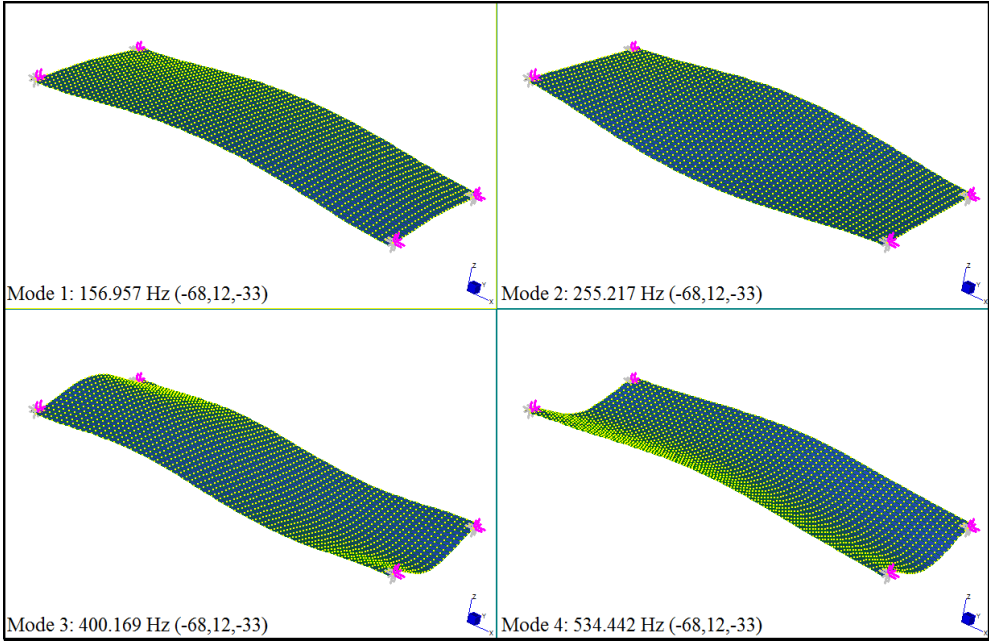 Z
Y
X
Mode 1: 156.957 Hz (-68,12,-33)
Z
Y
X
Mode 2: 255.217 Hz (-68,12,-33)
Z
Y
X
Mode 3: 400.169 Hz (-68,12,-33)
Z
Y
X
Mode 4: 534.442 Hz (-68,12,-33)